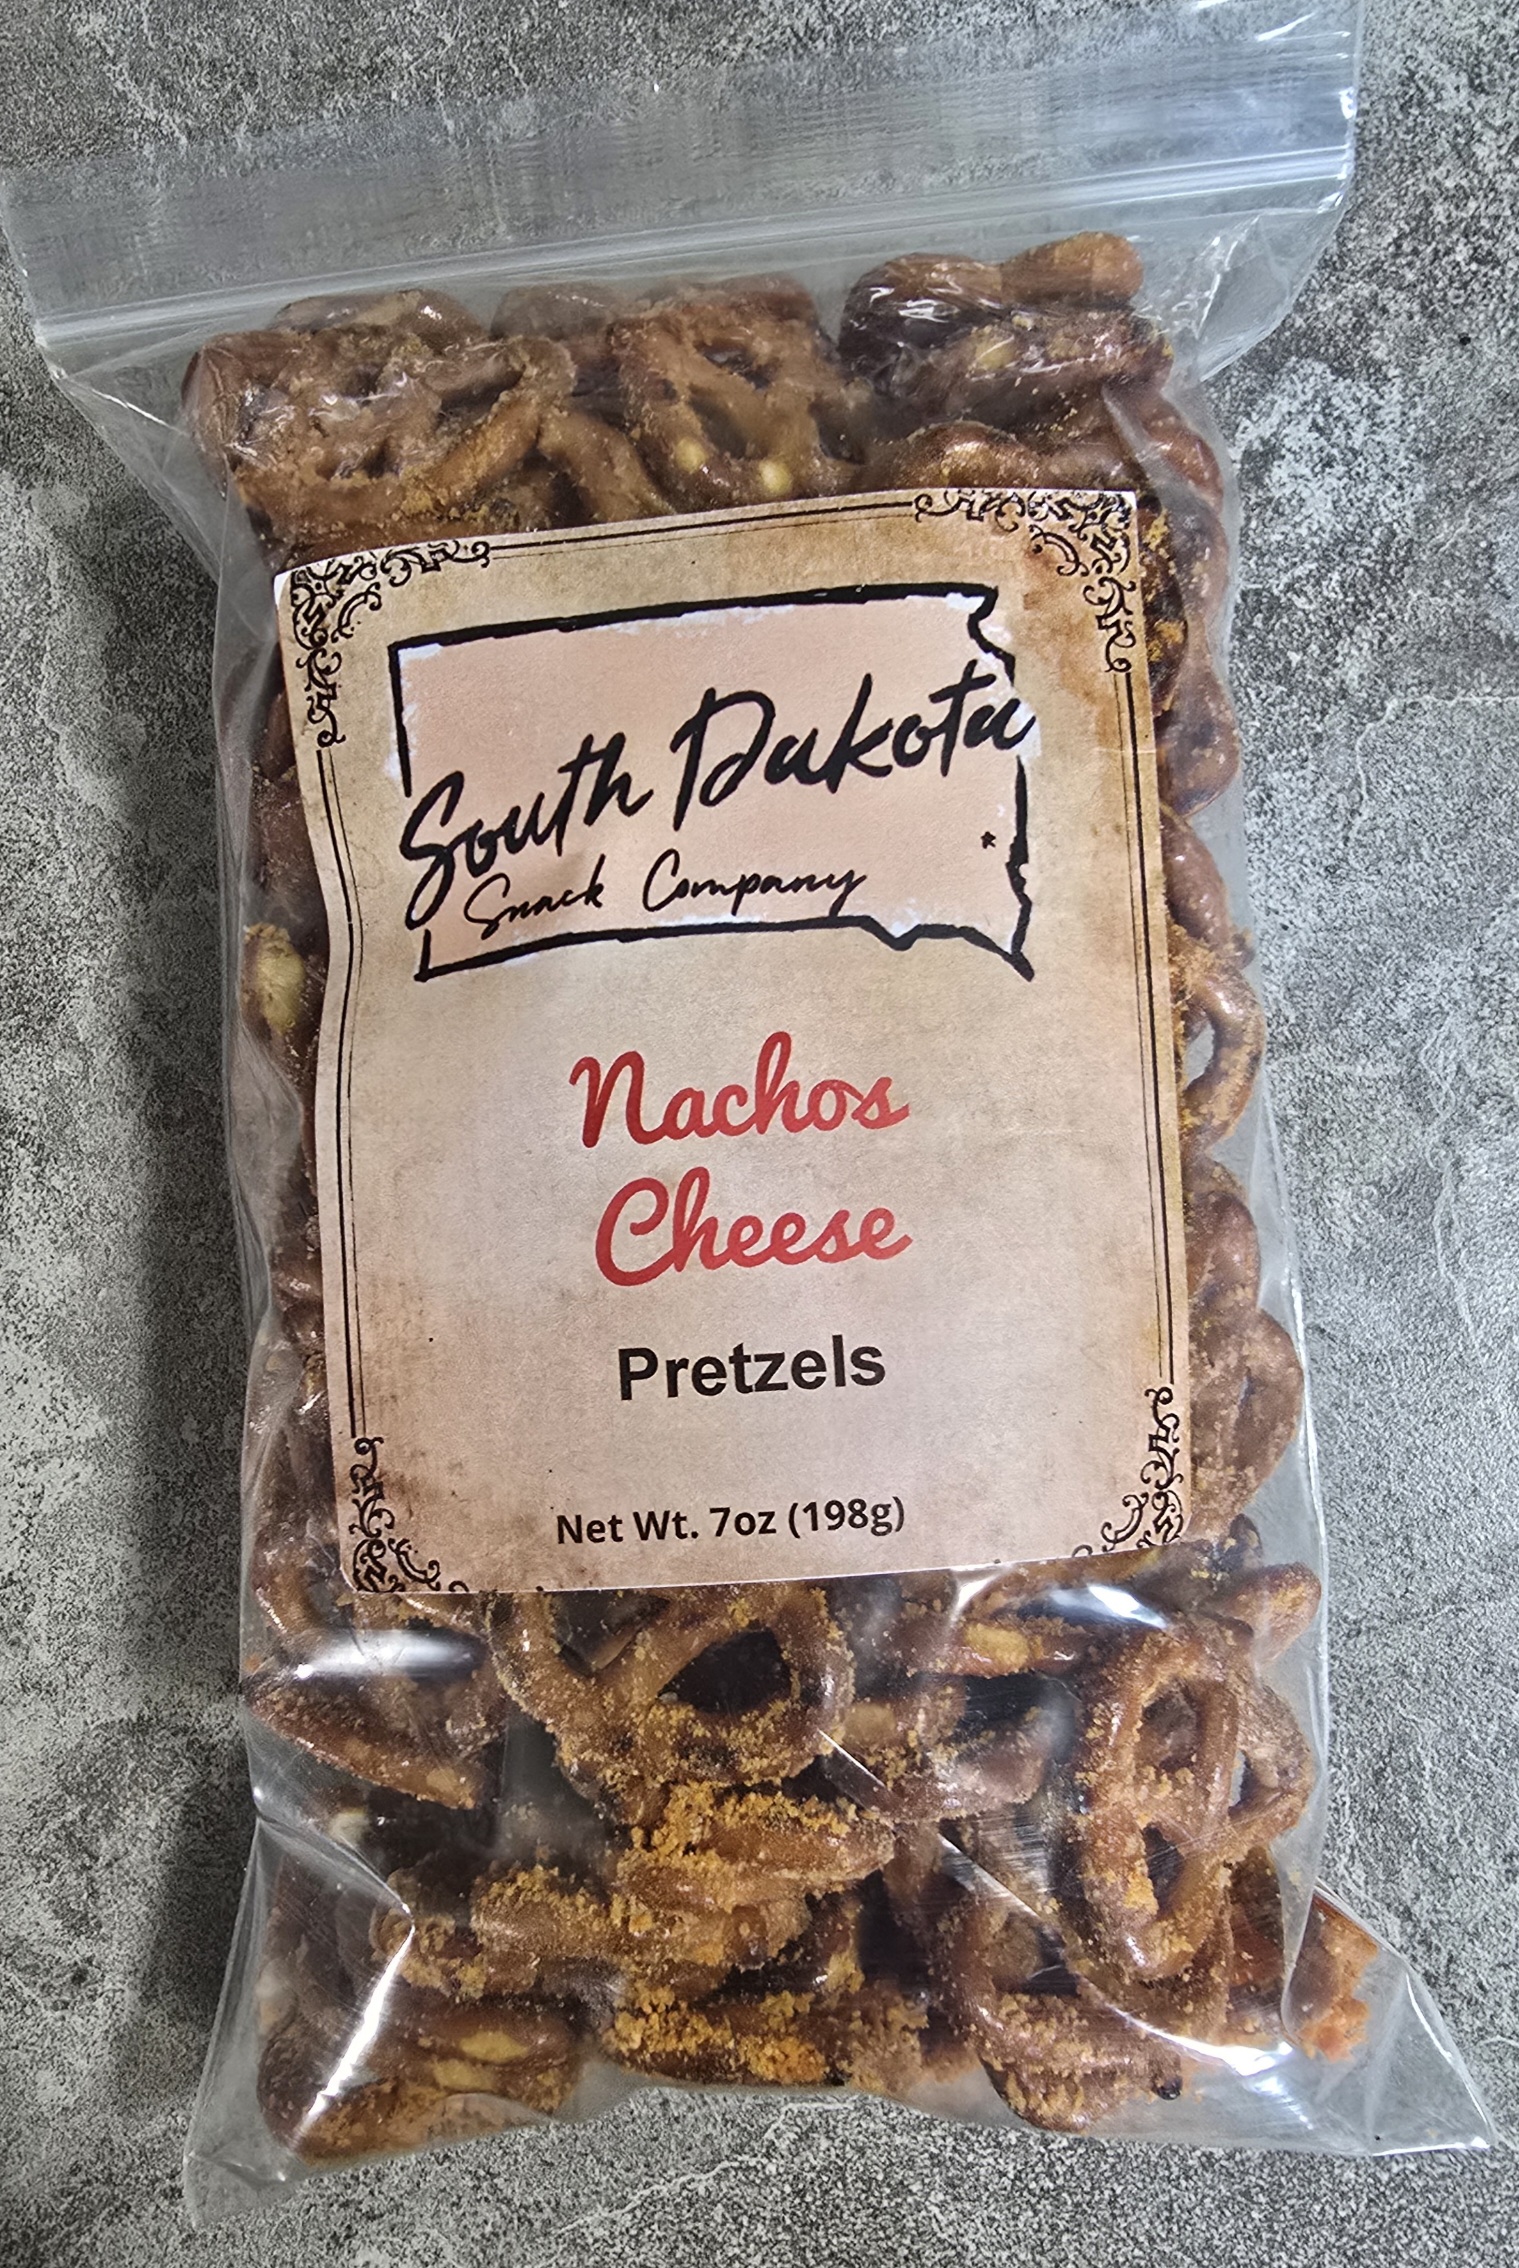 South Dakota
Snack Company
Nachos
Cheese
Pretzels
Net Wt. 7oz (198g)